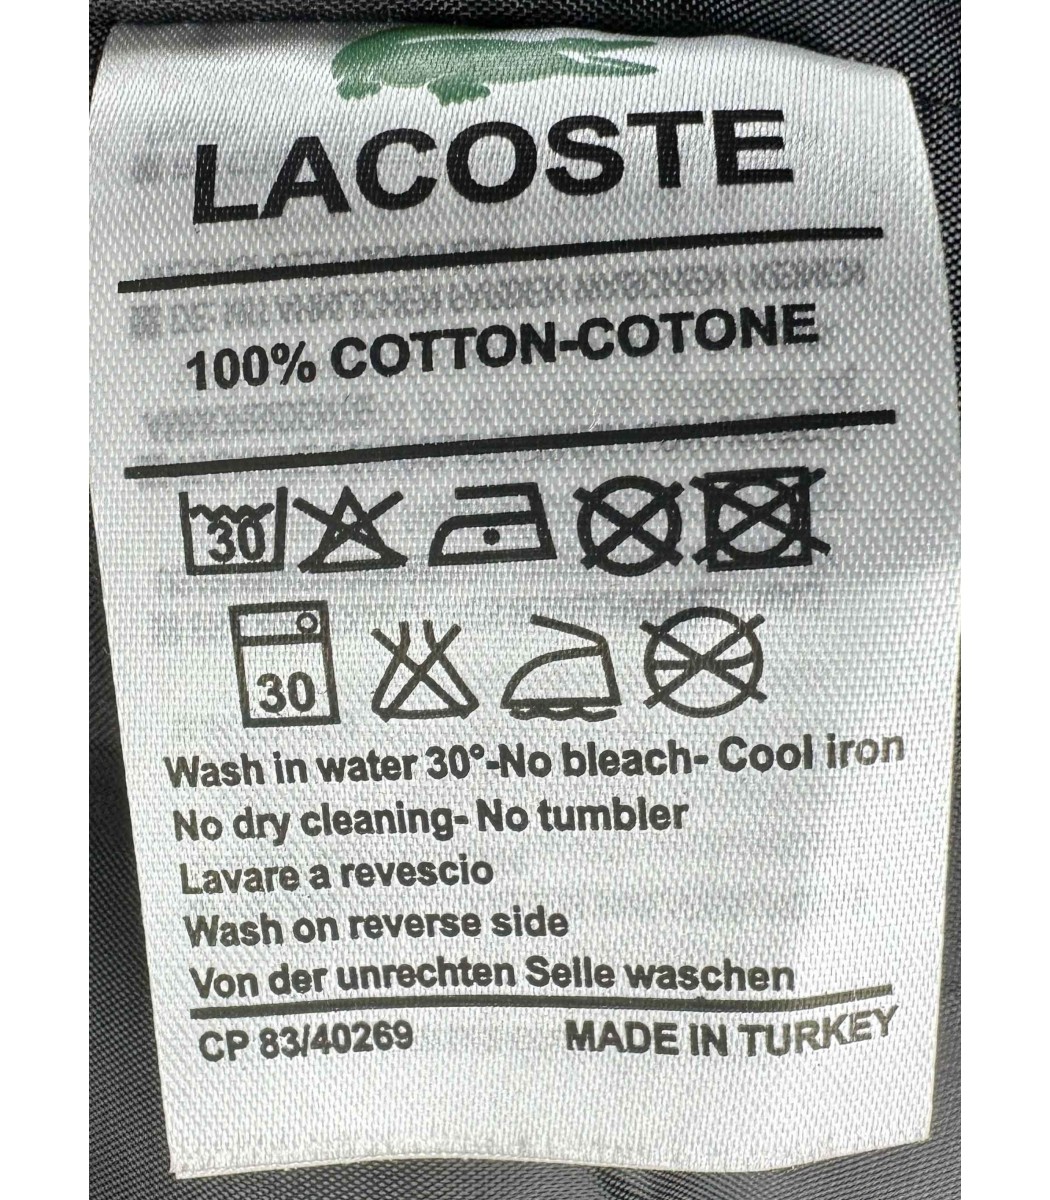 LACOSTE
100% COTTON-COTONE
30
30
Wash in water 30°-No bleach- Cool iron
No dry cleaning- No tumbler
Lavare a revescio
Wash on reverse side
Von der unrechten Selle waschen
CP 83/40269 MADE IN TURKEY